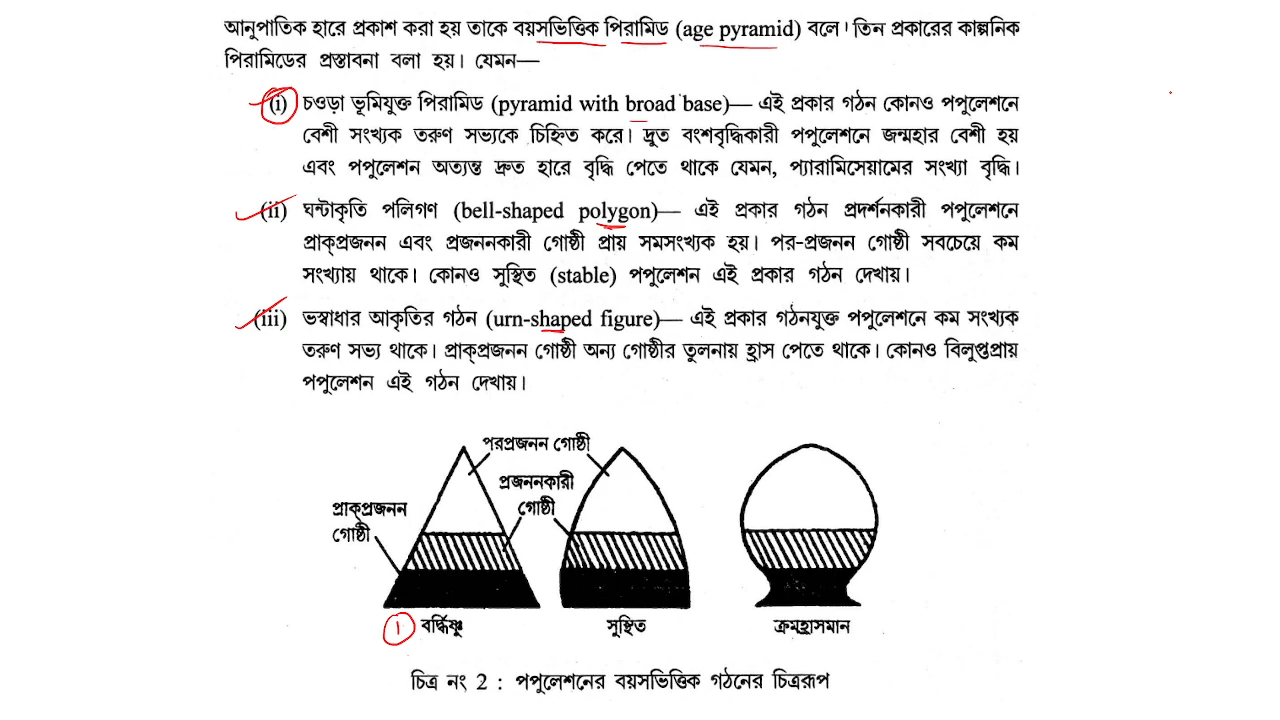 আনুপাতিক হারে প্রকাশ করা হয় তাকে বয়সভিত্তিক পিরামিড (age pyramid) বলে। তিন প্রকারের কাল্পনিক
পিরামিডের প্রস্তাবনা বলা হয়। যেমন—
(i) চওড়া ভূমিযুক্ত পিরামিড (pyramid with broad base)— এই প্রকার গঠন কোনও পপুলেশনে
বেশী সংখ্যক তরুণ সভ্যকে চিহ্নিত করে। দ্রুত বংশবৃদ্ধিকারী পপুলেশনে জন্মহার বেশী হয়
এবং পপুলেশন অত্যন্ত দ্রুত হারে বৃদ্ধি পেতে থাকে যেমন, প্যারামিসেয়ামের সংখ্যা বৃদ্ধি।
(ii) ঘন্টাকৃতি পলিগণ (bell-shaped polygon)— এই প্রকার গঠন প্রদর্শনকারী পপুলেশনে
প্রাক্‌প্রজনন এবং প্রজননকারী গোষ্ঠী প্রায় সমসংখ্যক হয়। পর-প্রজনন গোষ্ঠী সবচেয়ে কম
সংখ্যায় থাকে। কোনও সুস্থিত (stable) পপুলেশন এই প্রকার গঠন দেখায়।
(iii) ভস্বাধার আকৃতির গঠন (urn-shaped figure)— এই প্রকার গঠনযুক্ত পপুলেশনে কম সংখ্যক
তরুণ সভ্য থাকে। প্রাক্‌প্রজনন গোষ্ঠী অন্য গোষ্ঠীর তুলনায় হ্রাস পেতে থাকে। কোনও বিলুপ্তপ্রায়
পপুলেশন এই গঠন দেখায়।
পরপ্রজনন গোষ্ঠী
প্রজননকারী
গোষ্ঠী
প্রাক্‌প্রজনন
গোষ্ঠী
১ বর্দ্ধিষ্ণু
সুস্থিত
ক্রমহ্রাসমান
চিত্র নং 2 : পপুলেশনের বয়সভিত্তিক গঠনের চিত্ররূপ